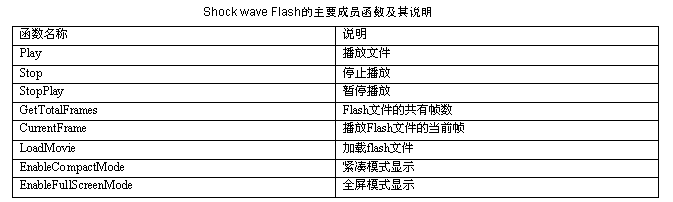 Shock wave Flash的主要成员函数及其说明
函数名称 说明
Play 播放文件
Stop 停止播放
StopPlay 暂停播放
GetTotalFrames Flash文件的共有帧数
CurrentFrame 播放Flash文件的当前帧
LoadMovie 加载flash文件
EnableCompactMode 紧凑模式显示
EnableFullScreenMode 全屏模式显示